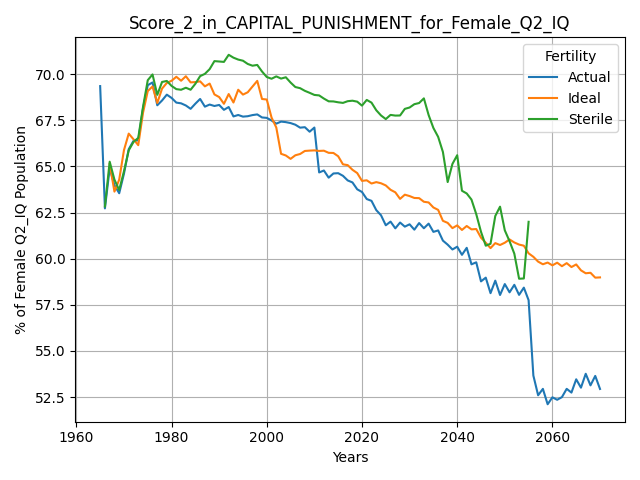 Score_2_in_CAPITAL_PUNISHMENT_for_Female_Q2_IQ
% of Female Q2_IQ Population
70.0
67.5
65.0
62.5
60.0
57.5
55.0
52.5
Fertility
Actual
Ideal
Sterile
1960 1980 2000 2020 2040 2060
Years